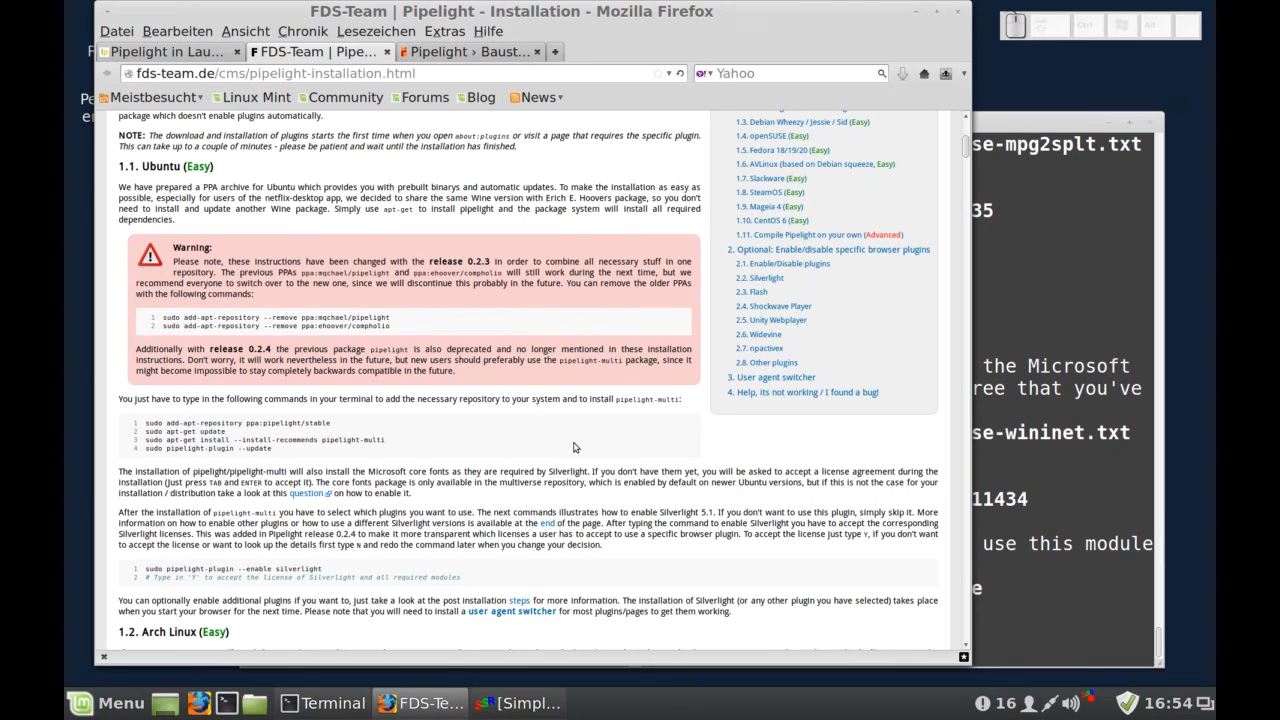 FDS-Team | Pipelight - Installation - Mozilla Firefox
Datei Bearbeiten Ansicht Chronik Lesezeichen Extras Hilfe
Pipelight in Lau... FDS-Team | Pipe... Pipelight › Baust...
fds-team.de/cms/pipelight-installation.html
Yahoo
Meistbesucht Linux Mint Community Forums Blog News
package which doesn't enable plugins automatically.
NOTE: The download and installation of plugins starts the first time when you open about:plugins or visit a page that requires the specific plugin.
This can take up to a couple of minutes - please be patient and wait until the installation has finished.
1.1. Ubuntu (Easy)
We have prepared a PPA archive for Ubuntu which provides you with prebuilt binarys and automatic updates. To make the installation as easy as
possible, especially for users of the netflix-desktop app, we decided to share the same Wine version with Erich E. Hoovers package, so you don't
need to install and update another Wine package. Simply use apt-get to install pipelight and the package system will install all required
dependencies.
Warning:
Please note, these instructions have been changed with the release 0.2.3 in order to combine all necessary stuff in one
repository. The previous PPAs ppa:mqchael/pipelight and ppa:ehoover/compholio will still work during the next time, but we
recommend everyone to switch over to the new one, since we will discontinue this probably in the future. You can remove the older PPAs
with the following commands:
1 sudo add-apt-repository --remove ppa:mqchael/pipelight
2 sudo add-apt-repository --remove ppa:ehoover/compholio
Additionally with release 0.2.4 the previous package pipelight is also deprecated and no longer mentioned in these installation
instructions. Don't worry, it will work nevertheless in the future, but new users should preferably use the pipelight-multi package, since it
might become impossible to stay completely backwards compatible in the future.
You just have to type in the following commands in your terminal to add the necessary repository to your system and to install pipelight-multi:
1 sudo add-apt-repository ppa:pipelight/stable
2 sudo apt-get update
3 sudo apt-get install --install-recommends pipelight-multi
4 sudo pipelight-plugin --update
The installation of pipelight/pipelight-multi will also install the Microsoft core fonts as they are required by Silverlight. If you don't have them yet, you will be asked to accept a license agreement during the
installation (Just press TAB and ENTER to accept it). The core fonts package is only available in the multiverse repository, which is enabled by default on newer Ubuntu versions, but if this is not the case for your
installation / distribution take a look at this question on how to enable it.
After the installation of pipelight-multi you have to select which plugins you want to use. The next commands illustrates how to enable Silverlight 5.1. If you don't want to use this plugin, simply skip it. More
information on how to enable other plugins or how to use a different Silverlight versions is available at the end of the page. After typing the command to enable Silverlight you have to accept the corresponding
Silverlight licenses. This was added in Pipelight release 0.2.4 to make it more transparent which licenses a user has to accept to use a specific browser plugin. To accept the license just type Y, if you don't want
to accept the license or want to look up the details first type N and redo the command later when you change your decision.
1 sudo pipelight-plugin --enable silverlight
2 # Type in 'Y' to accept the license of Silverlight and all required modules
You can optionally enable additional plugins if you want to, just take a look at the post installation steps for more information. The installation of Silverlight (or any other plugin you have selected) takes place
when you start your browser for the next time. Please note that you will need to install a user agent switcher for most plugins/pages to get them working.
1.2. Arch Linux (Easy)
1.3. Debian Wheezy / Jessie / Sid (Easy)
1.4. openSUSE (Easy)
1.5. Fedora 18/19/20 (Easy)
1.6. AVLinux (based on Debian squeeze, Easy)
1.7. Slackware (Easy)
1.8. SteamOS (Easy)
1.9. Mageia 4 (Easy)
1.10. CentOS 6 (Easy)
1.11. Compile Pipelight on your own (Advanced)
2. Optional: Enable/disable specific browser plugins
2.1. Enable/Disable plugins
2.2. Silverlight
2.3. Flash
2.4. Shockwave Player
2.5. Unity Webplayer
2.6. Widevine
2.7. npactivex
2.8. Other plugins
3. User agent switcher
4. Help, its not working / I found a bug!
se-mpg2splt.txt
35
the Microsoft
ree that you've
se-wininet.txt
11434
use this module
e
Menu Terminal FDS-Te... [Simpl... 16 16:54